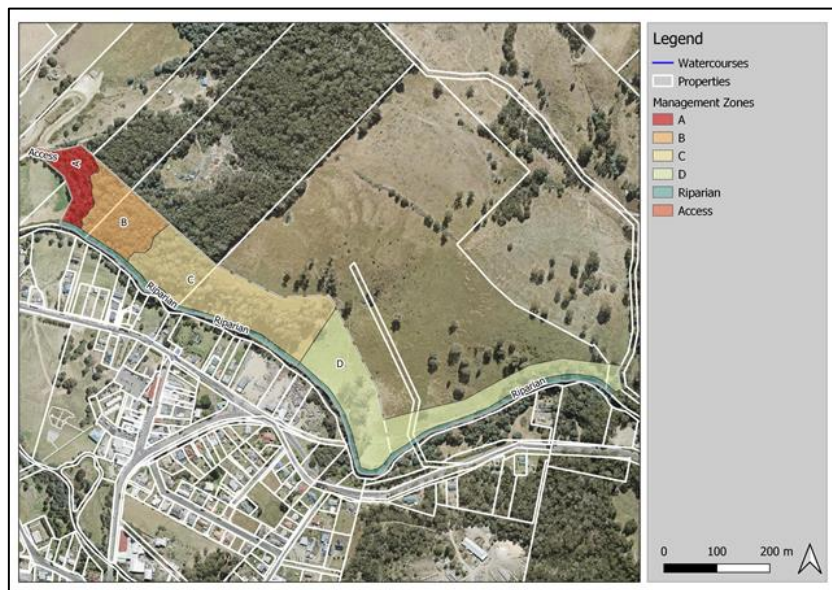 Access
A
B
C
Riparian
Riparian
D
Riparian
Legend
Watercourses
Properties
Management Zones
A
B
C
D
Riparian
Access
0 100 200 m